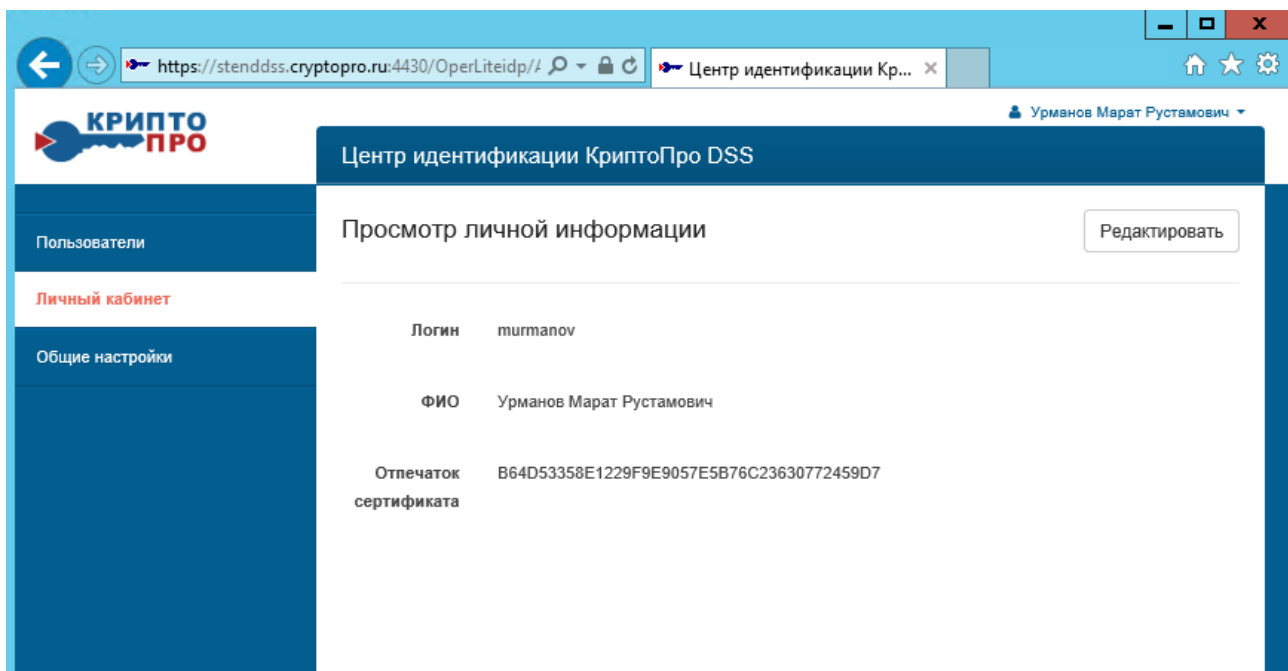 https://stenddss.cryptopro.ru:4430/OperLiteidp//
Центр идентификации Кр...
КРИПТО
ПРО
Урманов Марат Рустамович
Центр идентификации КриптоПро DSS
Пользователи
Личный кабинет
Общие настройки
Просмотр личной информации
Редактировать
Логин murmanov
ФИО Урманов Марат Рустамович
Отпечаток B64D53358E1229F9E9057E5B76C23630772459D7
сертификата